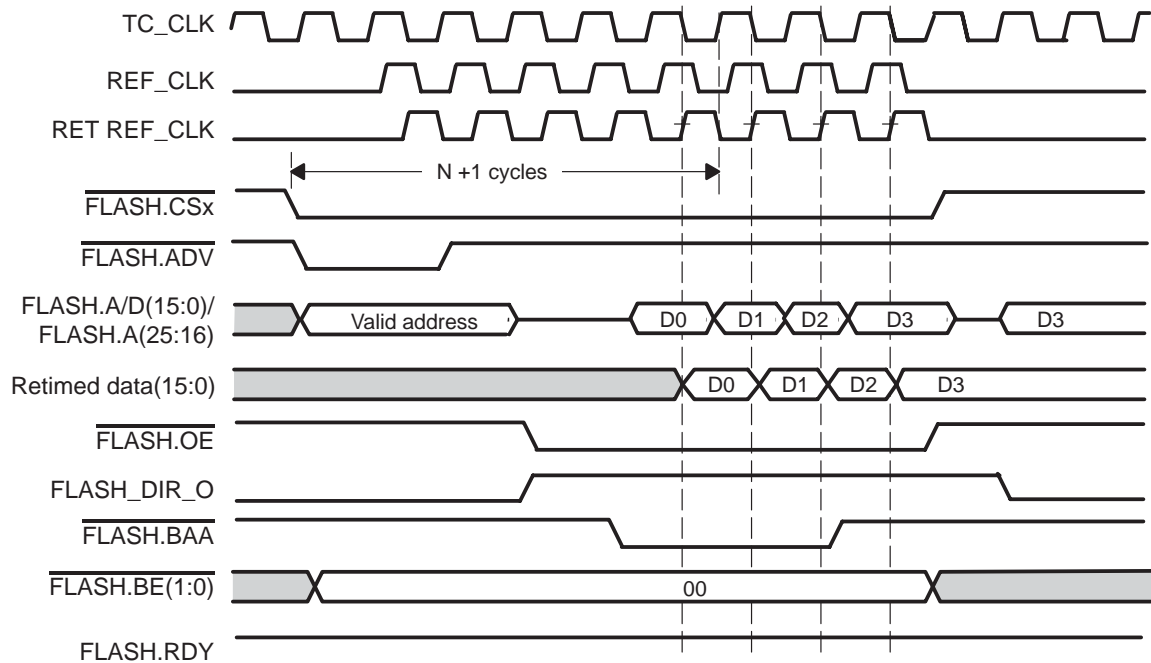 TC_CLK
REF_CLK
RET REF_CLK
N +1 cycles
FLASH.CSx
FLASH.ADV
FLASH.A/D(15:0)/
FLASH.A(25:16)
Valid address D0 D1 D2 D3 D3
Retimed data(15:0) D0 D1 D2 D3
FLASH.OE
FLASH_DIR_O
FLASH.BAA
FLASH.BE(1:0) 00
FLASH.RDY